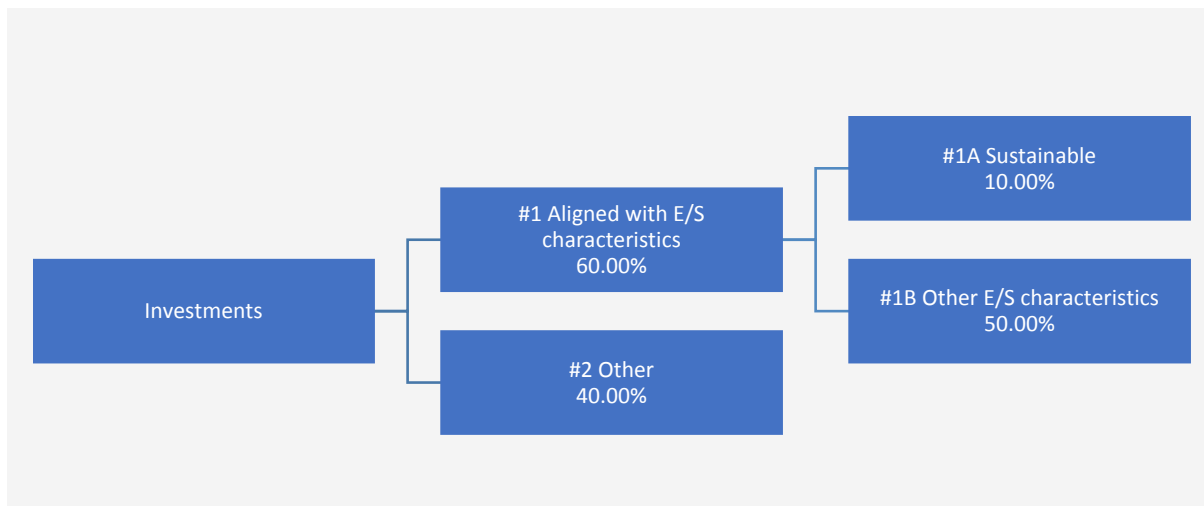 Investments
#1 Aligned with E/S
characteristics
60.00%
#2 Other
40.00%
#1A Sustainable
10.00%
#1B Other E/S characteristics
50.00%